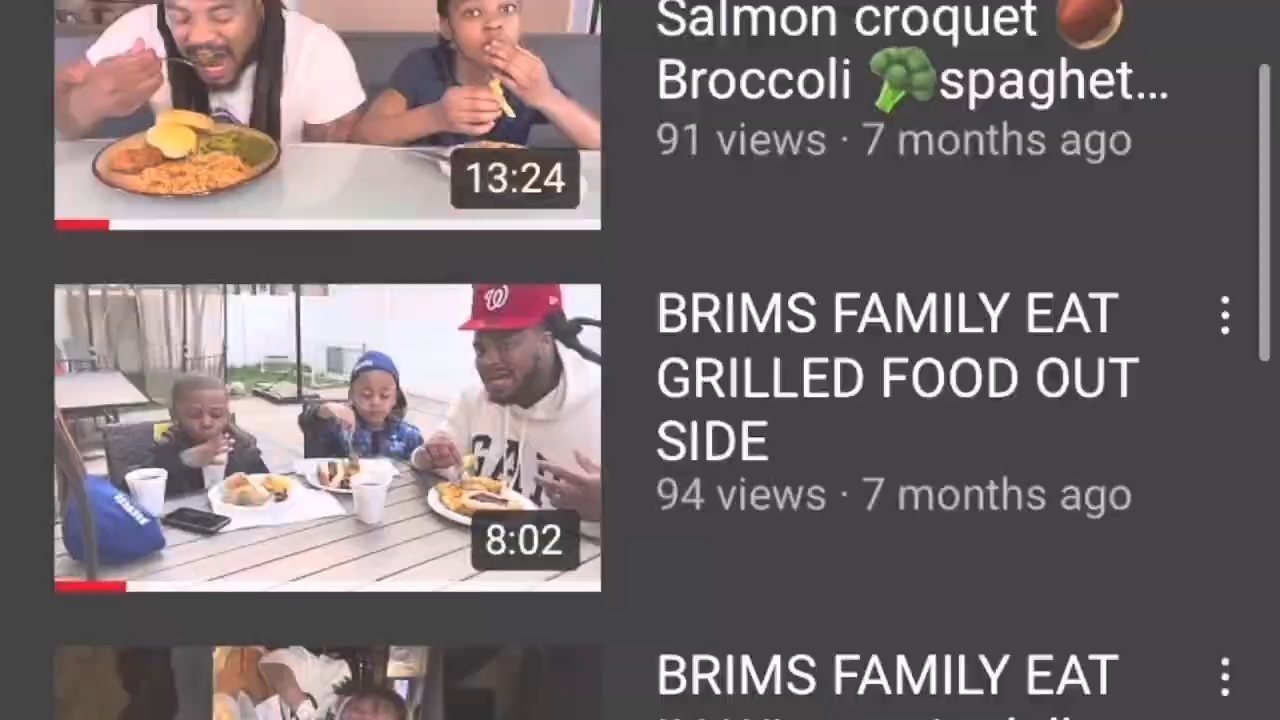 Salmon croquet 🌰
Broccoli 🥦spaghet...
91 views · 7 months ago
13:24
BRIMS FAMILY EAT
GRILLED FOOD OUT
SIDE
94 views · 7 months ago
W
GAP
8:02
BRIMS FAMILY EAT